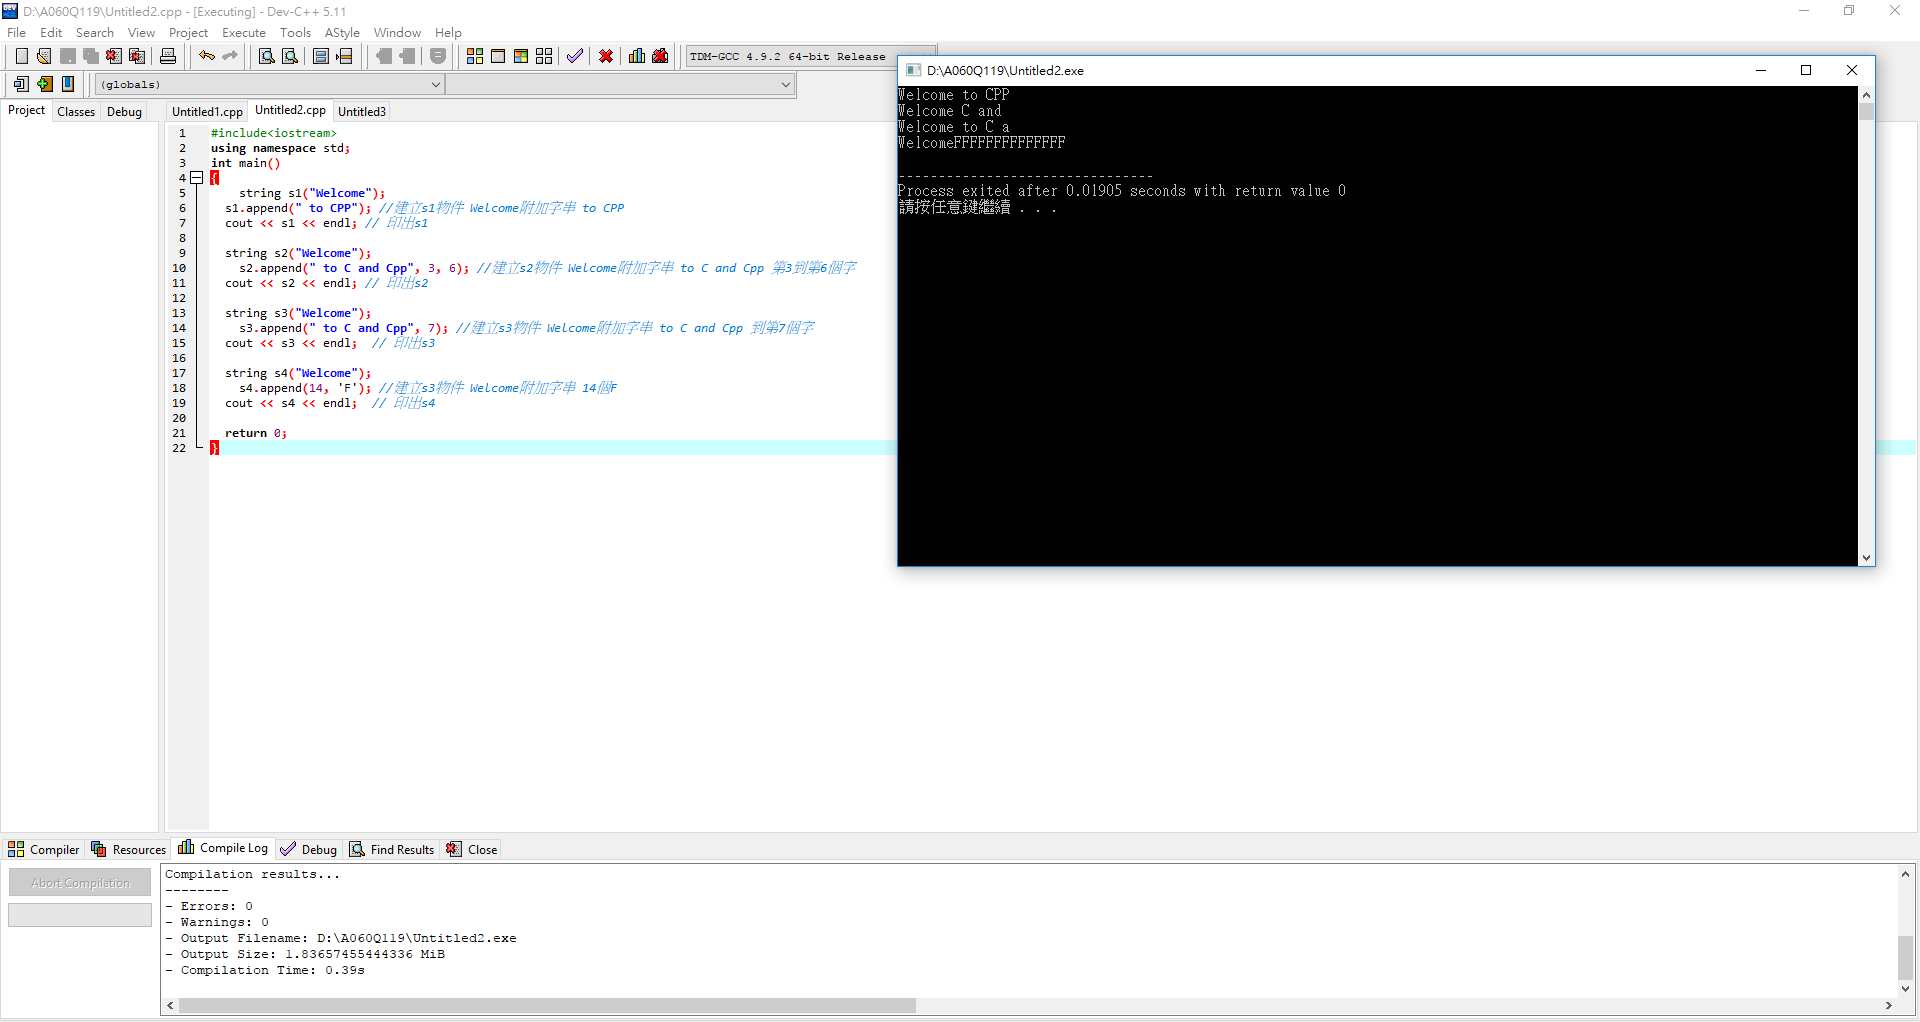 D:\A060Q119\Untitled2.cpp - [Executing] - Dev-C++ 5.11
File Edit Search View Project Execute Tools AStyle Window Help
TDM-GCC 4.9.2 64-bit Release
(globals)
Project Classes Debug
Untitled1.cpp Untitled2.cpp Untitled3
1 #include<iostream>
2 using namespace std;
3 int main()
4 {
5 string s1("Welcome");
6 s1.append(" to CPP"); //建立s1物件 Welcome附加字串 to CPP
7 cout << s1 << endl; // 印出s1
8
9 string s2("Welcome");
10 s2.append(" to C and Cpp", 3, 6); //建立s2物件 Welcome附加字串 to C and Cpp 第3到第6個字
11 cout << s2 << endl; // 印出s2
12
13 string s3("Welcome");
14 s3.append(" to C and Cpp", 7); //建立s3物件 Welcome附加字串 to C and Cpp 到第7個字
15 cout << s3 << endl; // 印出s3
16
17 string s4("Welcome");
18 s4.append(14, 'F'); //建立s3物件 Welcome附加字串 14個F
19 cout << s4 << endl; // 印出s4
20
21 return 0;
22 }
D:\A060Q119\Untitled2.exe
Welcome to CPP
Welcome C and
Welcome to C a
WelcomeFFFFFFFFFFFFFF
--------------------------------
Process exited after 0.01905 seconds with return value 0
請按任意鍵繼續 . . .
Compiler Resources Compile Log Debug Find Results Close
Abort Compilation
Compilation results...
--------
- Errors: 0
- Warnings: 0
- Output Filename: D:\A060Q119\Untitled2.exe
- Output Size: 1.83657455444336 MiB
- Compilation Time: 0.39s